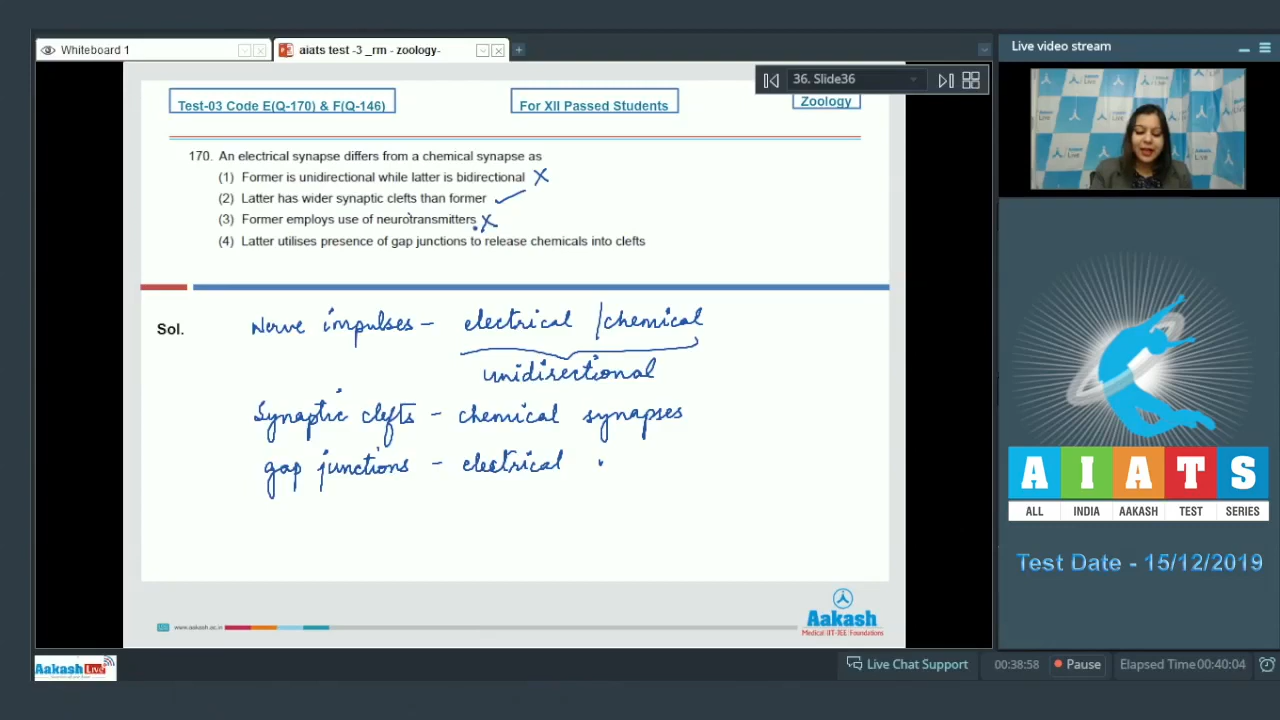 Whiteboard 1
aiats test -3 _rm - zoology-
Live video stream
36. Slide36
Test-03 Code E(Q-170) & F(Q-146)
For XII Passed Students
Zoology
170. An electrical synapse differs from a chemical synapse as
(1) Former is unidirectional while latter is bidirectional
(2) Latter has wider synaptic clefts than former
(3) Former employs use of neurotransmitters
(4) Latter utilises presence of gap junctions to release chemicals into clefts
Sol.
Nerve impulses - electrical / chemical
unidirectional
Synaptic clefts - chemical synapses
gap junctions - electrical
A I A T S
ALL INDIA AAKASH TEST SERIES
Test Date - 15/12/2019
www.aakash.ac.in
Aakash
Medical|IIT-JEE|Foundations
Aakash Live
Live Chat Support
00:38:58
Pause
Elapsed Time 00:40:04